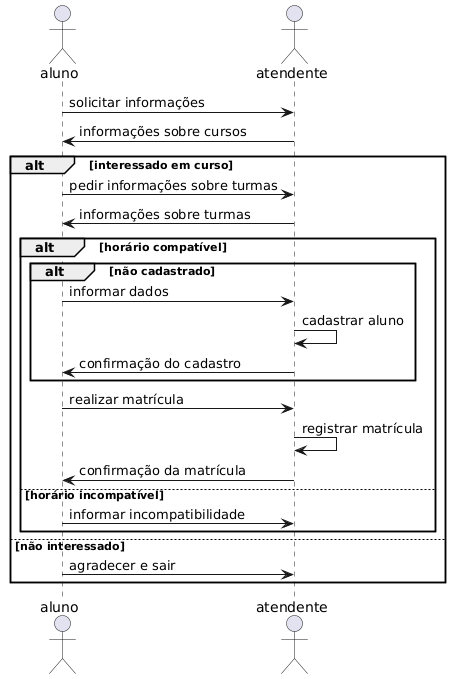 aluno atendente
solicitar informações
informações sobre cursos
alt [interessado em curso]
pedir informações sobre turmas
informações sobre turmas
alt [horário compatível]
alt [não cadastrado]
informar dados
cadastrar aluno
confirmação do cadastro
realizar matrícula
registrar matrícula
confirmação da matrícula
[horário incompatível]
informar incompatibilidade
[não interessado]
agradecer e sair
aluno atendente